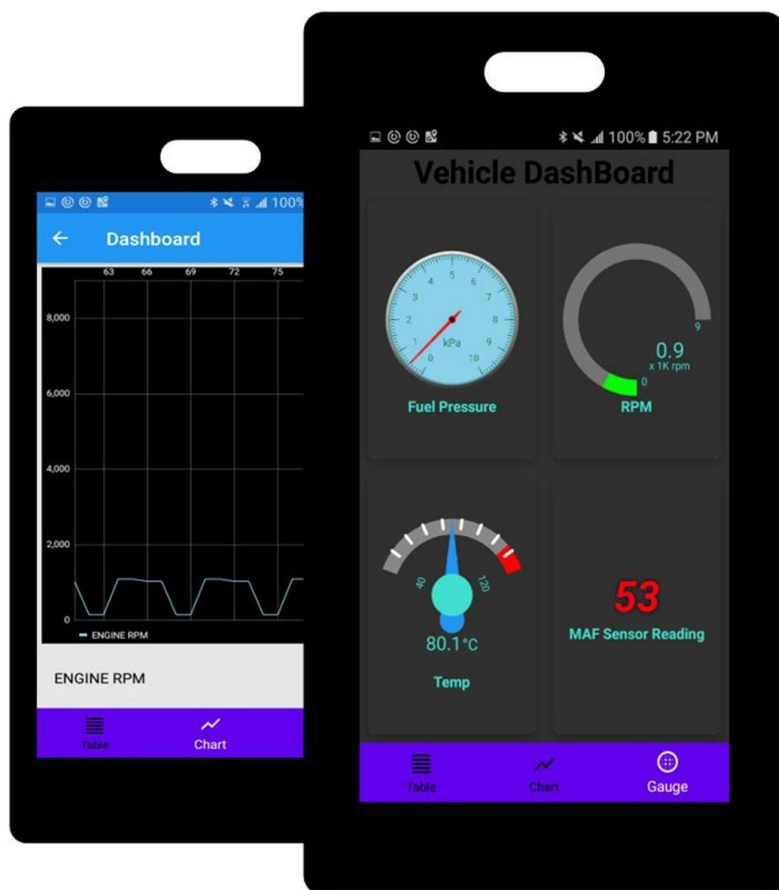 100%
Dashboard
63 66 69 72 75
8,000
6,000
4,000
2,000
0
ENGINE RPM
ENGINE RPM
Table Chart
100% 5:22 PM
Vehicle DashBoard
0 1 2 3 4 5 6 7 8 9 10
kPa
Fuel Pressure
9
0.9
x 1K rpm
0
RPM
40 120
80.1°C
Temp
53
MAF Sensor Reading
Table Chart Gauge